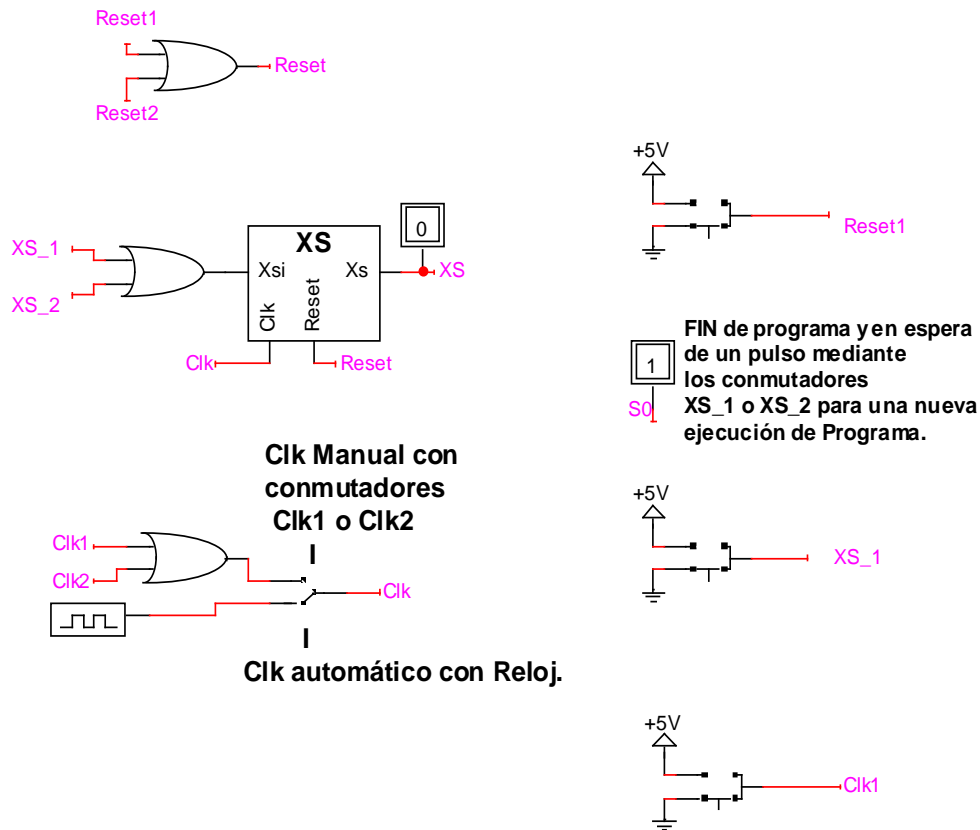 Reset1
Reset
Reset2
+5V
Reset1
XS_1
XS_2
XS
Xsi
Xs
Clk
Reset
0
XS
Clk
Reset
1
S0
FIN de programa y en espera
de un pulso mediante
los conmutadores
XS_1 o XS_2 para una nueva
ejecución de Programa.
Clk Manual con
conmutadores
Clk1 o Clk2
I
+5V
XS_1
Clk1
Clk2
Clk
I
Clk automático con Reloj.
+5V
Clk1